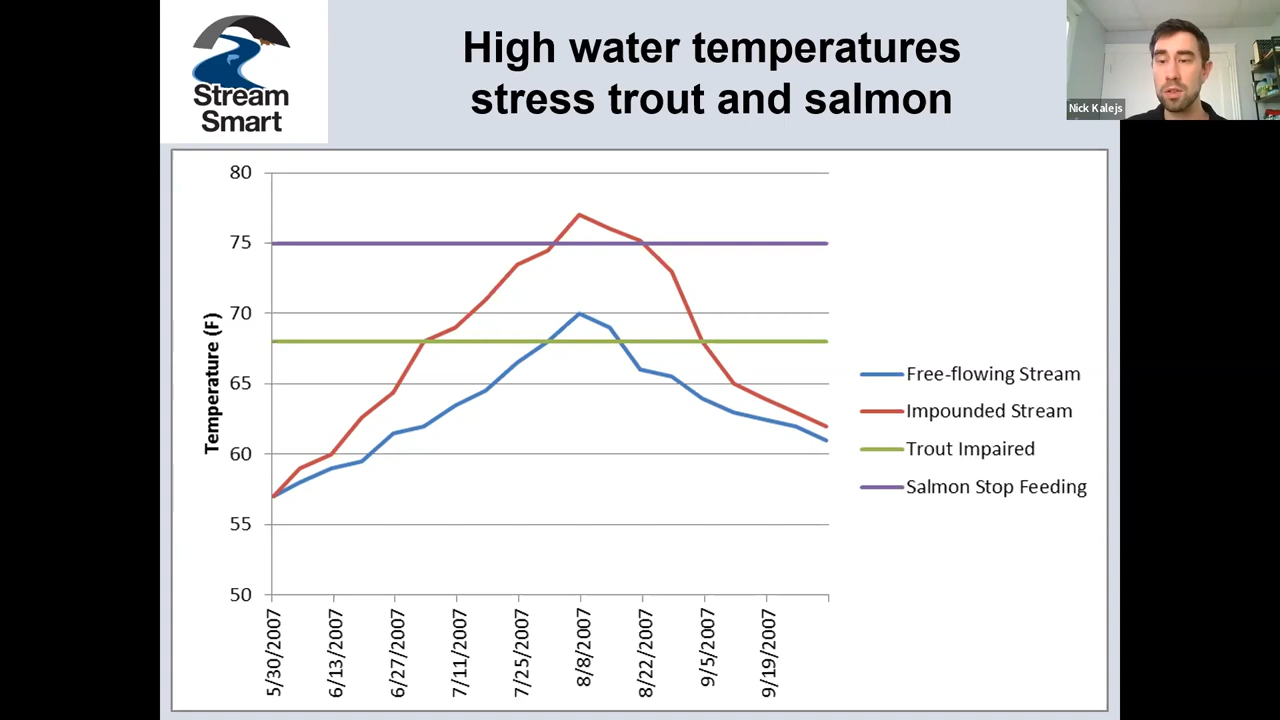 Stream
Smart
High water temperatures
stress trout and salmon
Nick Kalejs
80
75
70
65
60
55
50
Temperature (F)
5/30/2007
6/13/2007
6/27/2007
7/11/2007
7/25/2007
8/8/2007
8/22/2007
9/5/2007
9/19/2007
Free-flowing Stream
Impounded Stream
Trout Impaired
Salmon Stop Feeding